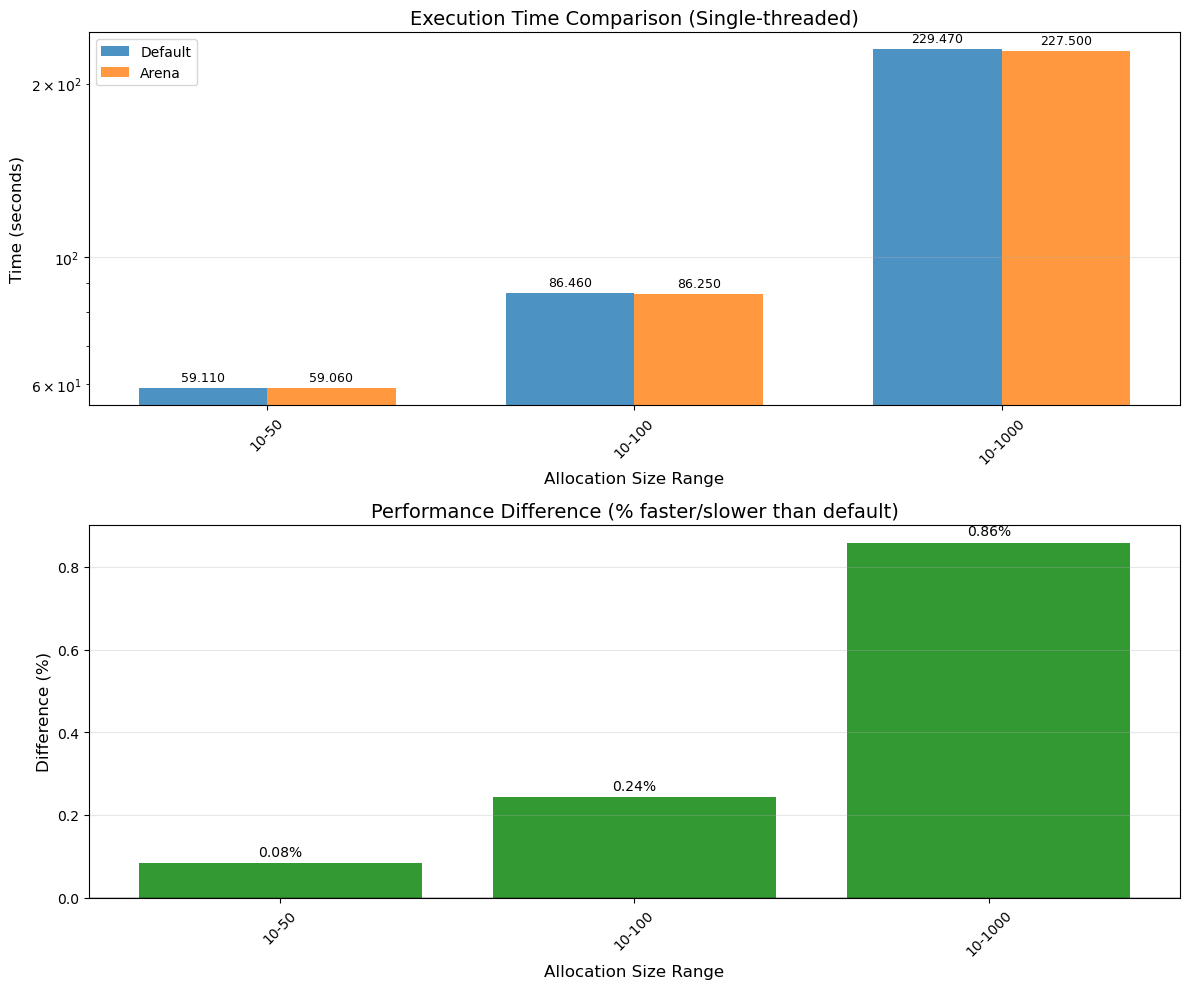 Execution Time Comparison (Single-threaded)
Default
Arena
Time (seconds)
2 × 10²
10²
6 × 10¹
59.110
59.060
86.460
86.250
229.470
227.500
10-50
10-100
10-1000
Allocation Size Range
Performance Difference (% faster/slower than default)
Difference (%)
0.8
0.6
0.4
0.2
0.0
0.08%
0.24%
0.86%
10-50
10-100
10-1000
Allocation Size Range